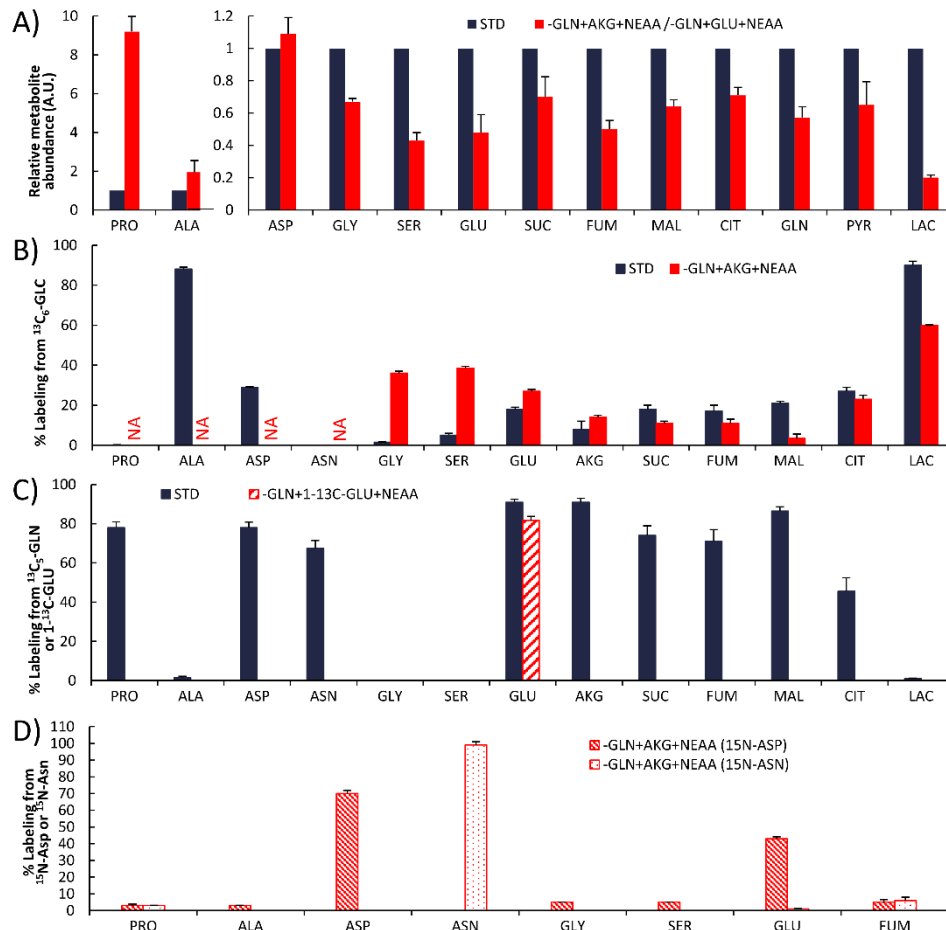 A)
STD
-GLN+AKG+NEAA /-GLN+GLU+NEAA
Relative metabolite
abundance (A.U.)
10
8
6
4
2
0
1.2
1
0.8
0.6
0.4
0.2
0
PRO ALA ASP GLY SER GLU SUC FUM MAL CIT GLN PYR LAC
B)
STD
-GLN+AKG+NEAA
% Labeling from ¹³C₆-GLC
100
80
60
40
20
0
NA NA NA NA
PRO ALA ASP ASN GLY SER GLU AKG SUC FUM MAL CIT LAC
C)
STD
-GLN+1-13C-GLU+NEAA
% Labeling from ¹³C₅-GLN
or 1-¹³C-GLU
100
80
60
40
20
0
PRO ALA ASP ASN GLY SER GLU AKG SUC FUM MAL CIT LAC
D)
-GLN+AKG+NEAA (15N-ASP)
-GLN+AKG+NEAA (15N-ASN)
% Labeling from
¹⁵N-Asp or ¹⁵N-Asn
110
100
90
80
70
60
50
40
30
20
10
0
PRO ALA ASP ASN GLY SER GLU FUM